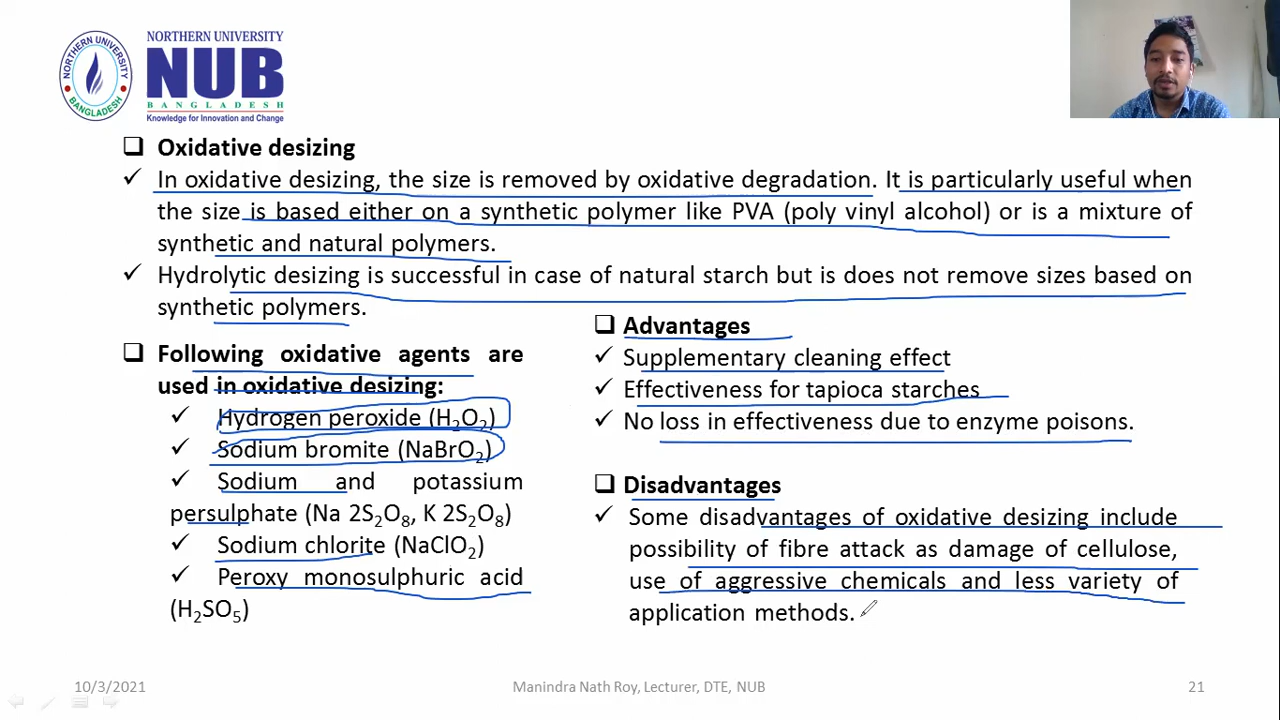 NORTHERN UNIVERSITY
BANGLADESH
NORTHERN UNIVERSITY
NUB
BANGLADESH
Knowledge for Innovation and Change
Oxidative desizing
In oxidative desizing, the size is removed by oxidative degradation. It is particularly useful when
the size is based either on a synthetic polymer like PVA (poly vinyl alcohol) or is a mixture of
synthetic and natural polymers.
Hydrolytic desizing is successful in case of natural starch but is does not remove sizes based on
synthetic polymers.
Following oxidative agents are
used in oxidative desizing:
Hydrogen peroxide (H₂O₂)
Sodium bromite (NaBrO₂)
Sodium and potassium
persulphate (Na 2S₂O₈, K 2S₂O₈)
Sodium chlorite (NaClO₂)
Peroxy monosulphuric acid
(H₂SO₅)
Advantages
Supplementary cleaning effect
Effectiveness for tapioca starches
No loss in effectiveness due to enzyme poisons.
Disadvantages
Some disadvantages of oxidative desizing include
possibility of fibre attack as damage of cellulose,
use of aggressive chemicals and less variety of
application methods.
10/3/2021
Manindra Nath Roy, Lecturer, DTE, NUB
21